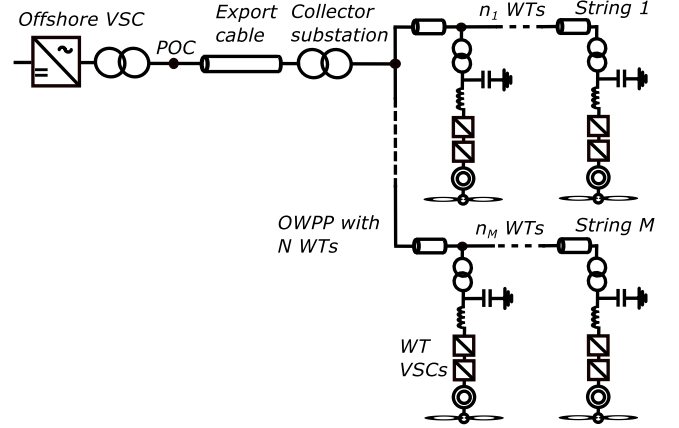 Offshore VSC
POC
Export
cable
Collector
substation
n1 WTs
String 1
OWPP with
N WTs
nM WTs
String M
WT
VSCs